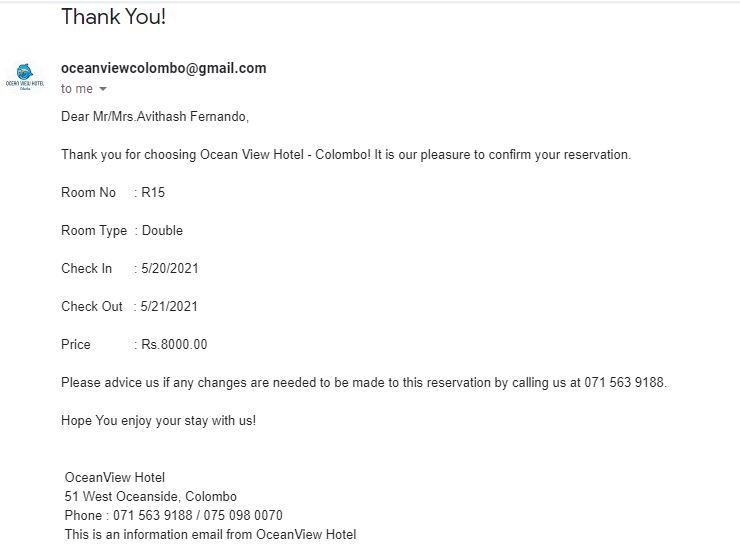 Thank You!
OCEAN VIEW HOTEL
oceanviewcolombo@gmail.com
to me
Dear Mr/Mrs.Avithash Fernando,
Thank you for choosing Ocean View Hotel - Colombo! It is our pleasure to confirm your reservation.
Room No : R15
Room Type : Double
Check In : 5/20/2021
Check Out : 5/21/2021
Price : Rs.8000.00
Please advice us if any changes are needed to be made to this reservation by calling us at 071 563 9188.
Hope You enjoy your stay with us!
OceanView Hotel
51 West Oceanside, Colombo
Phone : 071 563 9188 / 075 098 0070
This is an information email from OceanView Hotel